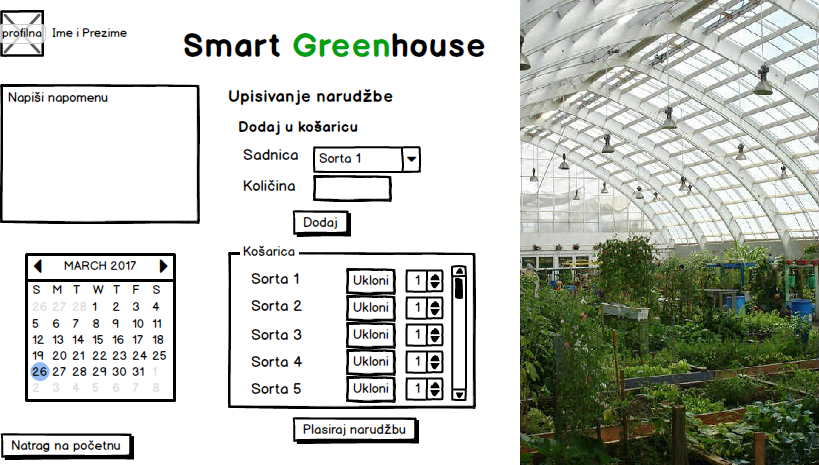 profilna
Ime i Prezime
Smart Greenhouse
Napiši napomenu
Upisivanje narudžbe
Dodaj u košaricu
Sadnica
Sorta 1
Količina
Dodaj
MARCH 2017
S M T W T F S
26 27 28 1 2 3 4
5 6 7 8 9 10 11
12 13 14 15 16 17 18
19 20 21 22 23 24 25
26 27 28 29 30 31 1
2 3 4 5 6 7 8
Košarica
Sorta 1 Ukloni 1
Sorta 2 Ukloni 1
Sorta 3 Ukloni 1
Sorta 4 Ukloni 1
Sorta 5 Ukloni 1
Plasiraj narudžbu
Natrag na početnu